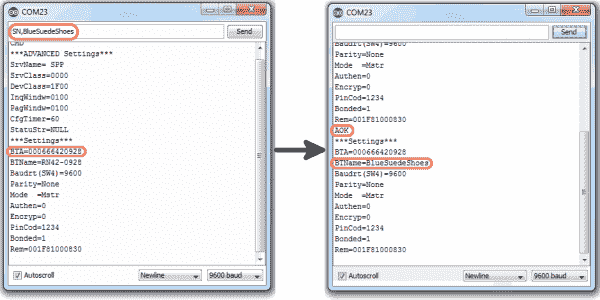 COM23
SN,BlueSuedeShoes
Send
CMD
***ADVANCED Settings***
SrvName= SPP
SrvClass=0000
DevClass=1F00
InqWindw=0100
PagWindw=0100
CfgTimer=60
StatuStr=NULL
***Settings***
BTA=000666420928
BTName=RN42-0928
Baudrt(SW4)=9600
Parity=None
Mode  =Mstr
Authen=0
Encryp=0
PinCod=1234
Bonded=1
Rem=001F81000830
Autoscroll
Newline
9600 baud
COM23
Send
Baudrt(SW4)=9600
Parity=None
Mode  =Mstr
Authen=0
Encryp=0
PinCod=1234
Bonded=1
Rem=001F81000830
AOK
***Settings***
BTA=000666420928
BTName=BlueSuedeShoes
Baudrt(SW4)=9600
Parity=None
Mode  =Mstr
Authen=0
Encryp=0
PinCod=1234
Bonded=1
Rem=001F81000830
Autoscroll
Newline
9600 baud